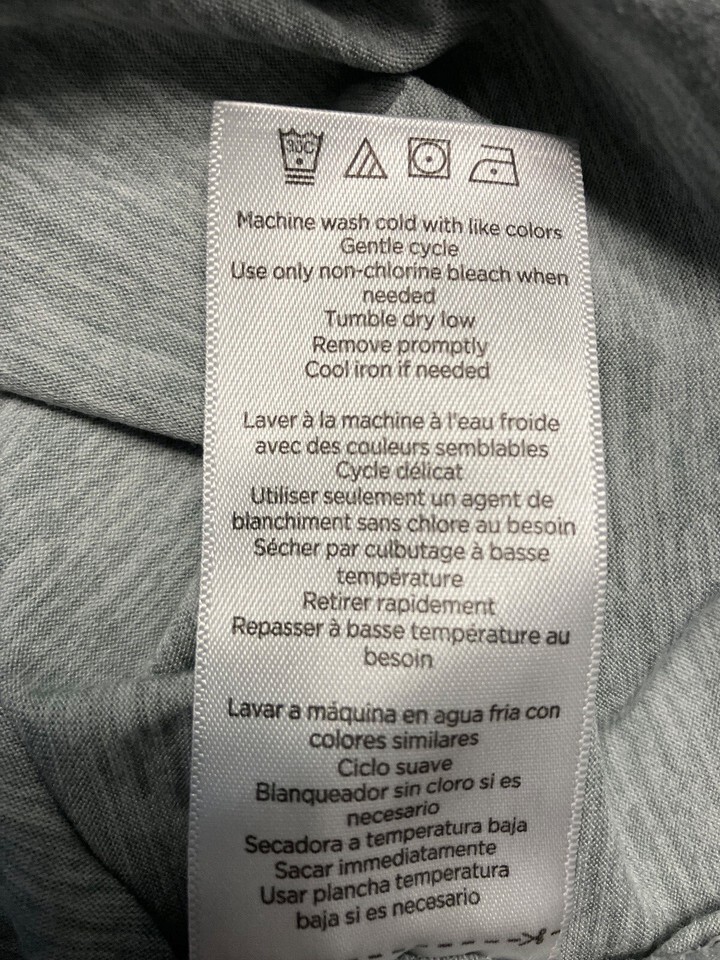 30C
Machine wash cold with like colors
Gentle cycle
Use only non-chlorine bleach when
needed
Tumble dry low
Remove promptly
Cool iron if needed
Laver à la machine à l'eau froide
avec des couleurs semblables
Cycle délicat
Utiliser seulement un agent de
blanchiment sans chlore au besoin
Sécher par culbutage à basse
température
Retirer rapidement
Repasser à basse température au
besoin
Lavar a máquina en agua fria con
colores similares
Ciclo suave
Blanqueador sin cloro si es
necesario
Secadora a temperatura baja
Sacar immediatamente
Usar plancha temperatura
baja si es necesario